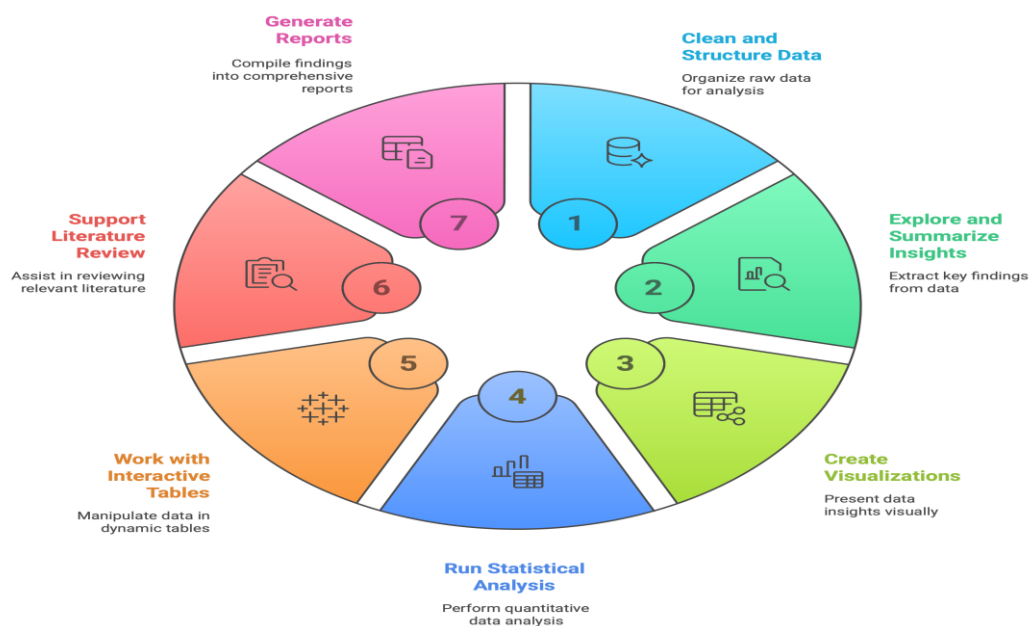 Generate
Reports
Compile findings
into comprehensive
reports
Clean and
Structure Data
Organize raw data
for analysis
7
1
Support
Literature
Review
Assist in reviewing
relevant literature
6
2
Explore and
Summarize
Insights
Extract key findings
from data
5
3
4
Work with
Interactive
Tables
Manipulate data in
dynamic tables
Create
Visualizations
Present data
insights visually
Run Statistical
Analysis
Perform quantitative
data analysis